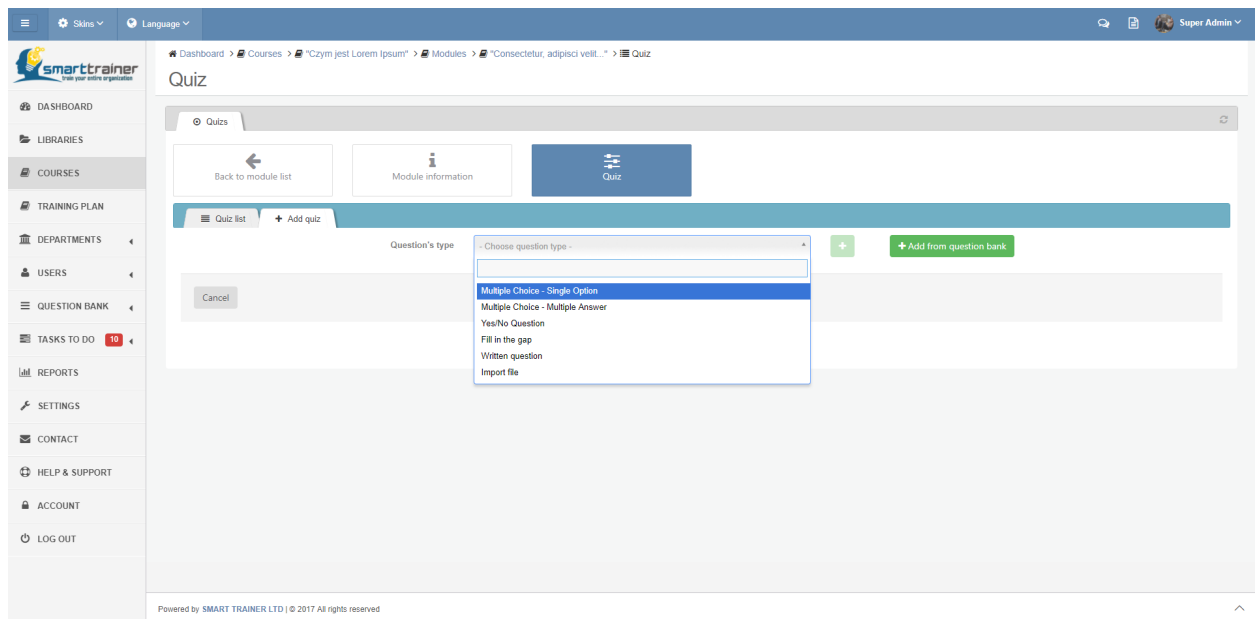 Skins
Language
Super Admin
smarttrainer
train your entire organization
Dashboard > Courses > "Czym jest Lorem Ipsum" > Modules > "Consectetur, adipisci velit..." > Quiz
Quiz
DASHBOARD
LIBRARIES
COURSES
TRAINING PLAN
DEPARTMENTS
USERS
QUESTION BANK
TASKS TO DO 10
REPORTS
SETTINGS
CONTACT
HELP & SUPPORT
ACCOUNT
LOG OUT
Quizs
Back to module list
Module information
Quiz
Quiz list
+ Add quiz
Question's type
- Choose question type -
+
+ Add from question bank
Multiple Choice - Single Option
Multiple Choice - Multiple Answer
Yes/No Question
Fill in the gap
Written question
Import file
Cancel
Powered by SMART TRAINER LTD | © 2017 All rights reserved